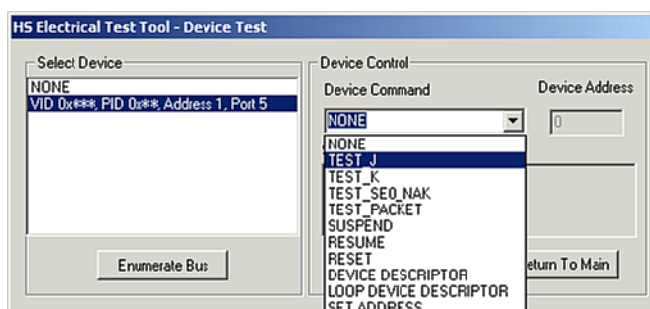 HS Electrical Test Tool - Device Test
Select Device
NONE
VID 0x***, PID 0x**, Address 1, Port 5
Enumerate Bus
Device Control
Device Command
Device Address
NONE
0
NONE
TEST_J
TEST_K
TEST_SE0_NAK
TEST_PACKET
SUSPEND
RESUME
RESET
DEVICE DESCRIPTOR
LOOP DEVICE DESCRIPTOR
SET ADDRESS
eturn To Main